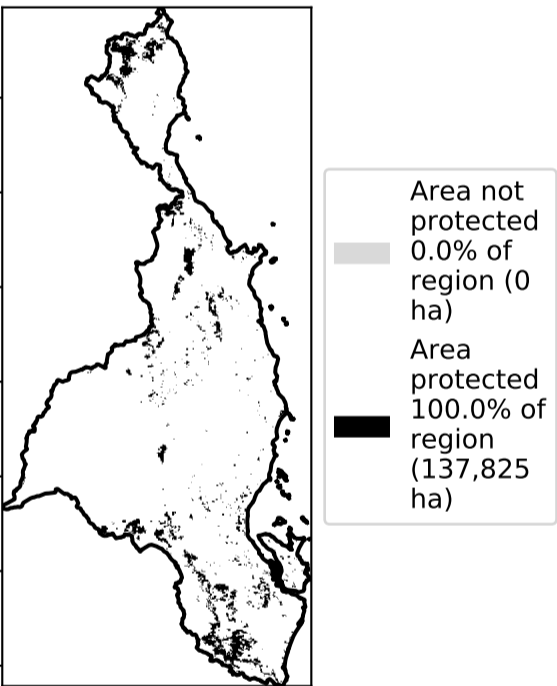 Area not
protected
0.0% of
region (0
ha)
Area
protected
100.0% of
region
(137,825
ha)